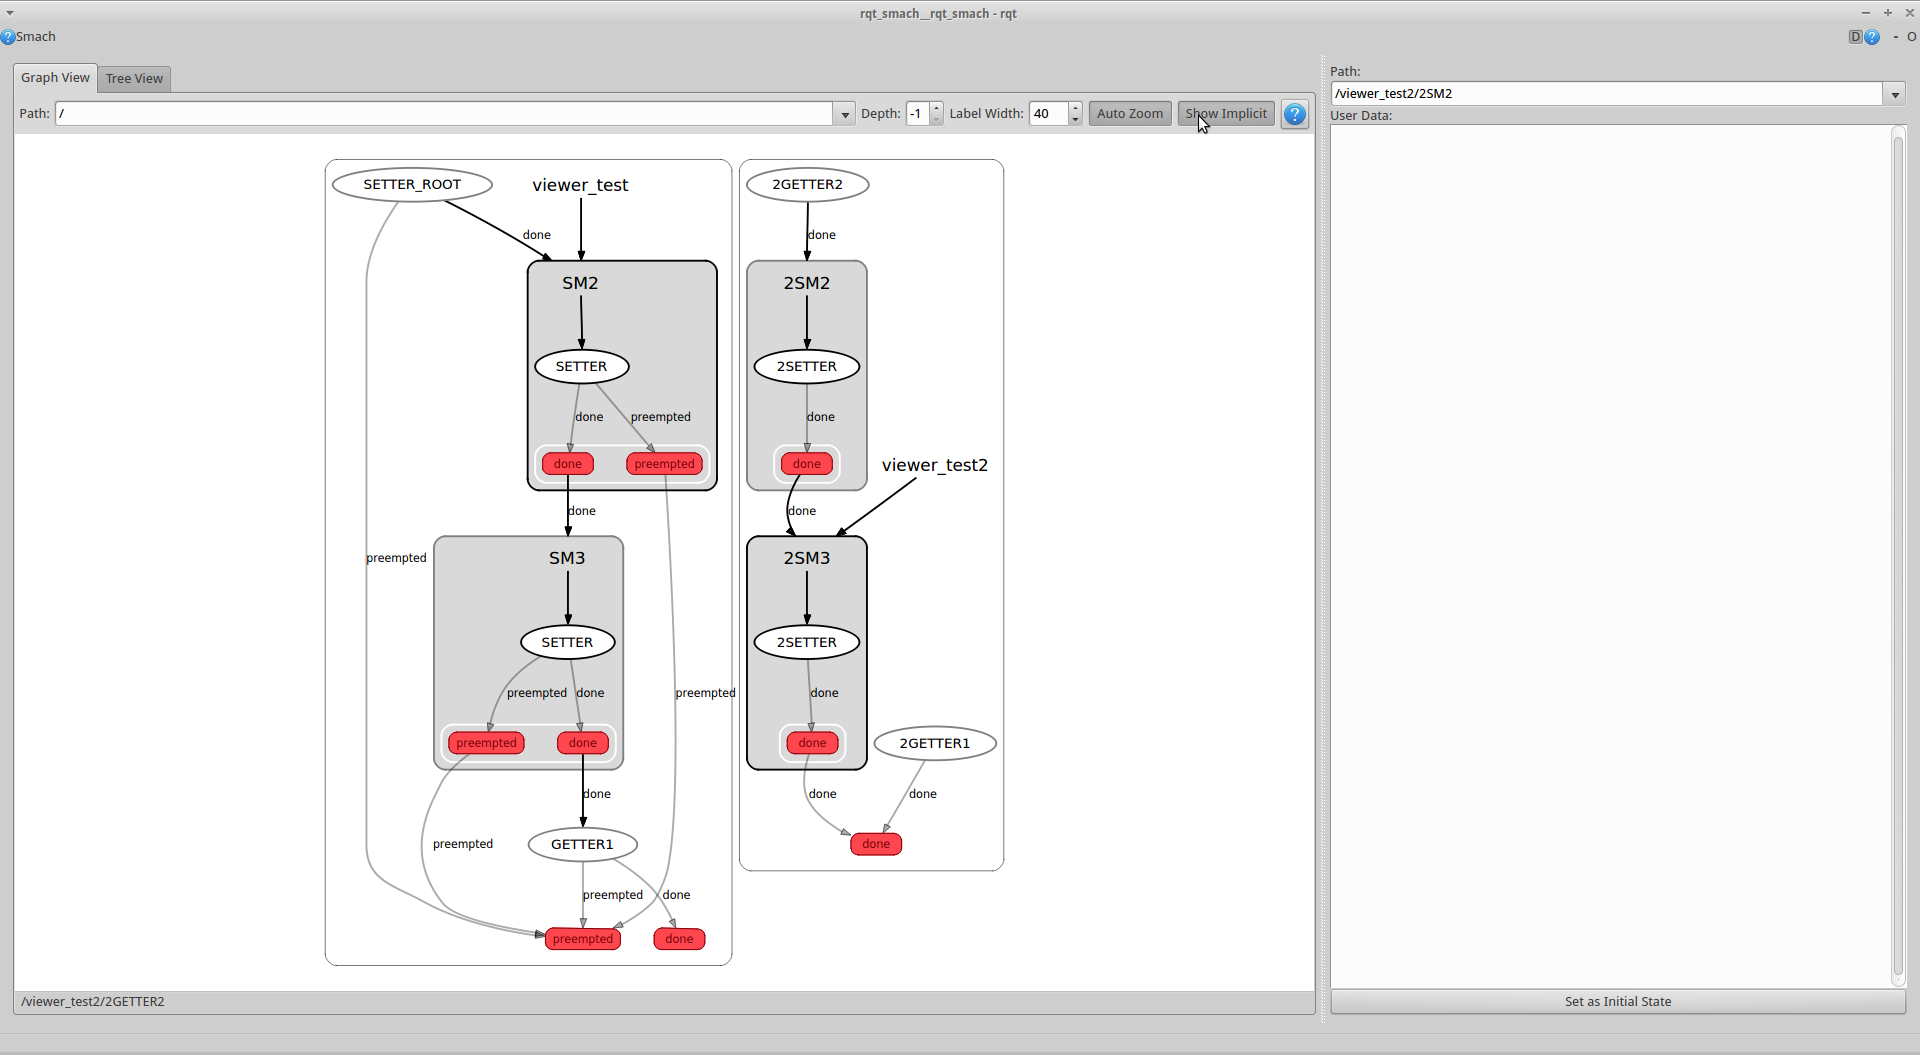 rqt_smach__rqt_smach - rqt
Smach
D - O
Graph View Tree View
Path: / Depth: -1 Label Width: 40 Auto Zoom Show Implicit
Path:
/viewer_test2/2SM2
User Data:
SETTER_ROOT viewer_test
done
SM2
SETTER
done preempted
done preempted
done
preempted
SM3
SETTER
preempted done
preempted
preempted done
done
preempted
GETTER1
preempted done
preempted done
2GETTER2
done
2SM2
2SETTER
done
done
viewer_test2
done
2SM3
2SETTER
done
done
2GETTER1
done done
done
/viewer_test2/2GETTER2
Set as Initial State